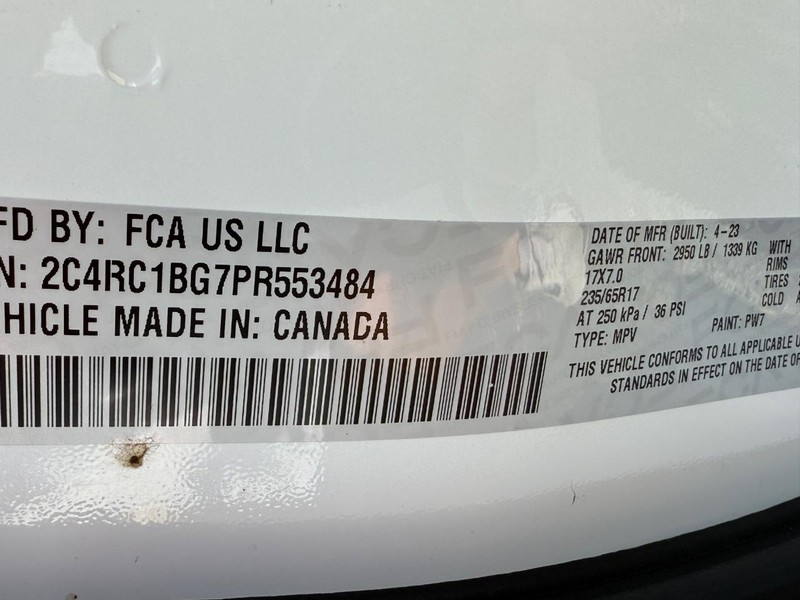 FD BY: FCA US LLC
N: 2C4RC1BG7PR553484
EHICLE MADE IN: CANADA
DATE OF MFR (BUILT): 4-23
GAWR FRONT: 2950 LB / 1339 KG WITH
17X7.0 RIMS
235/65R17 TIRES
AT 250 kPa / 36 PSI COLD
TYPE: MPV PAINT: PW7
THIS VEHICLE CONFORMS TO ALL APPLICABLE U
STANDARDS IN EFFECT ON THE DATE OF